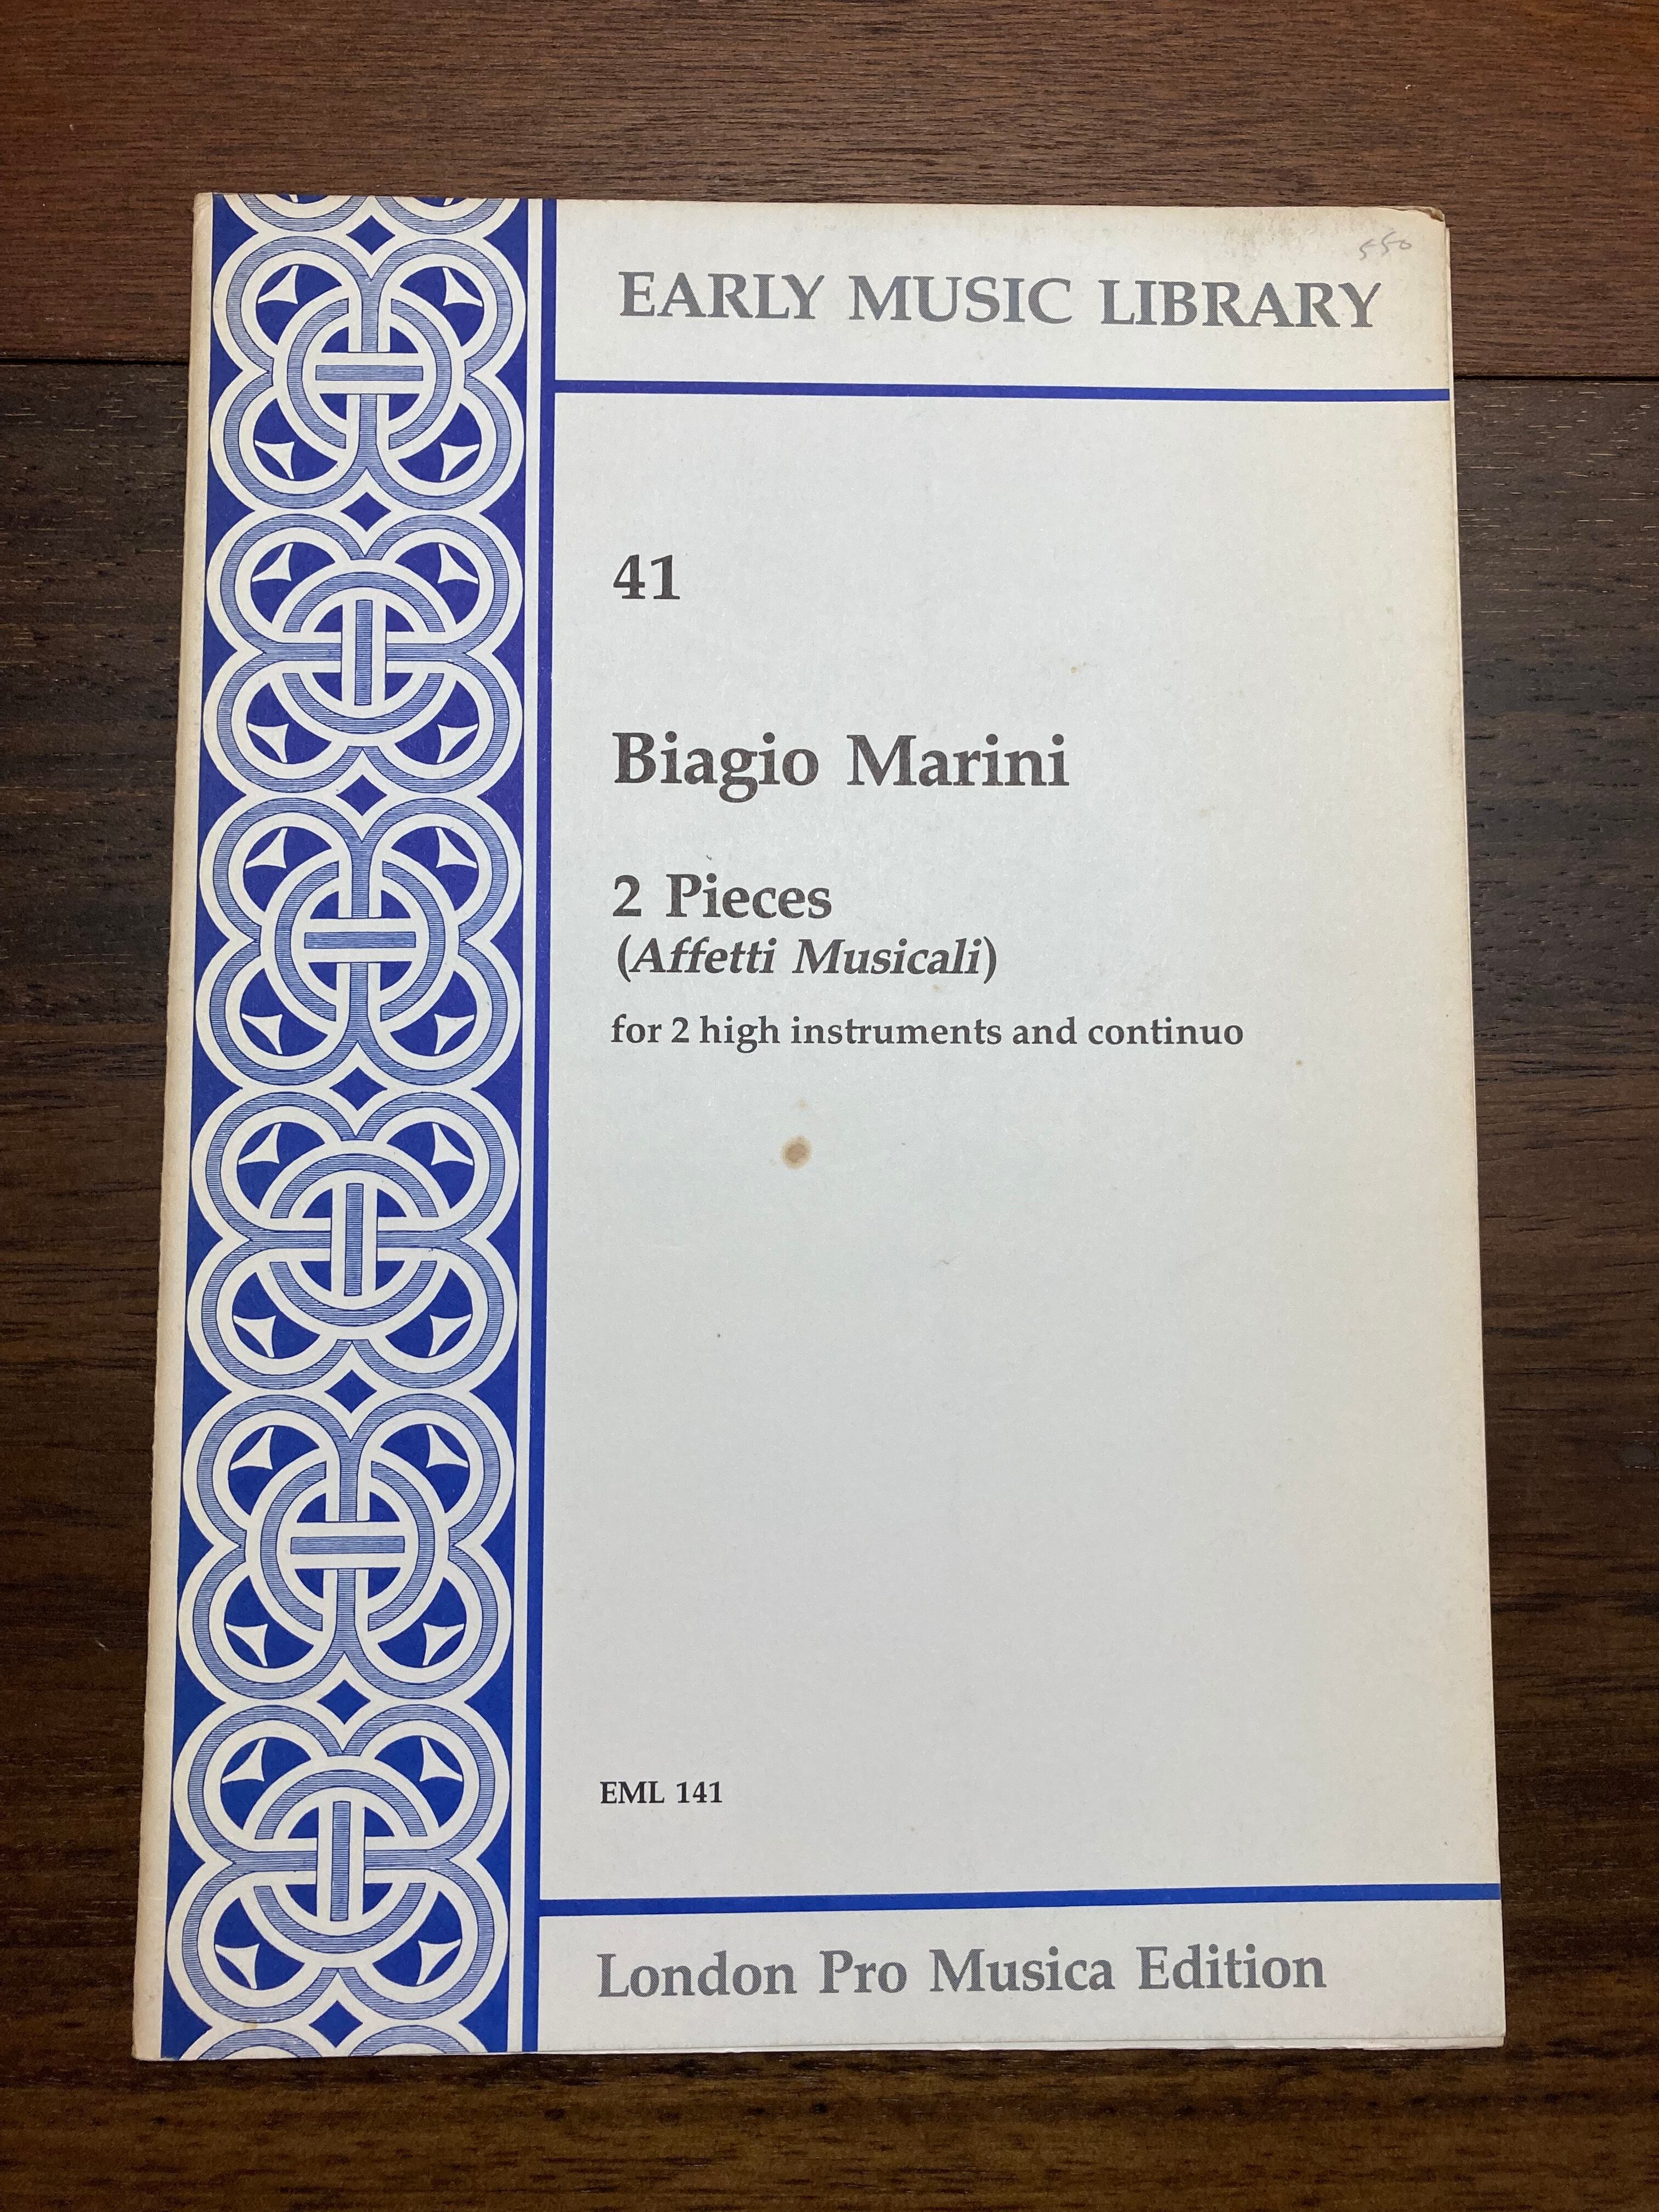 550
EARLY MUSIC LIBRARY
41
Biagio Marini
2 Pieces
(Affetti Musicali)
for 2 high instruments and continuo
EML 141
London Pro Musica Edition